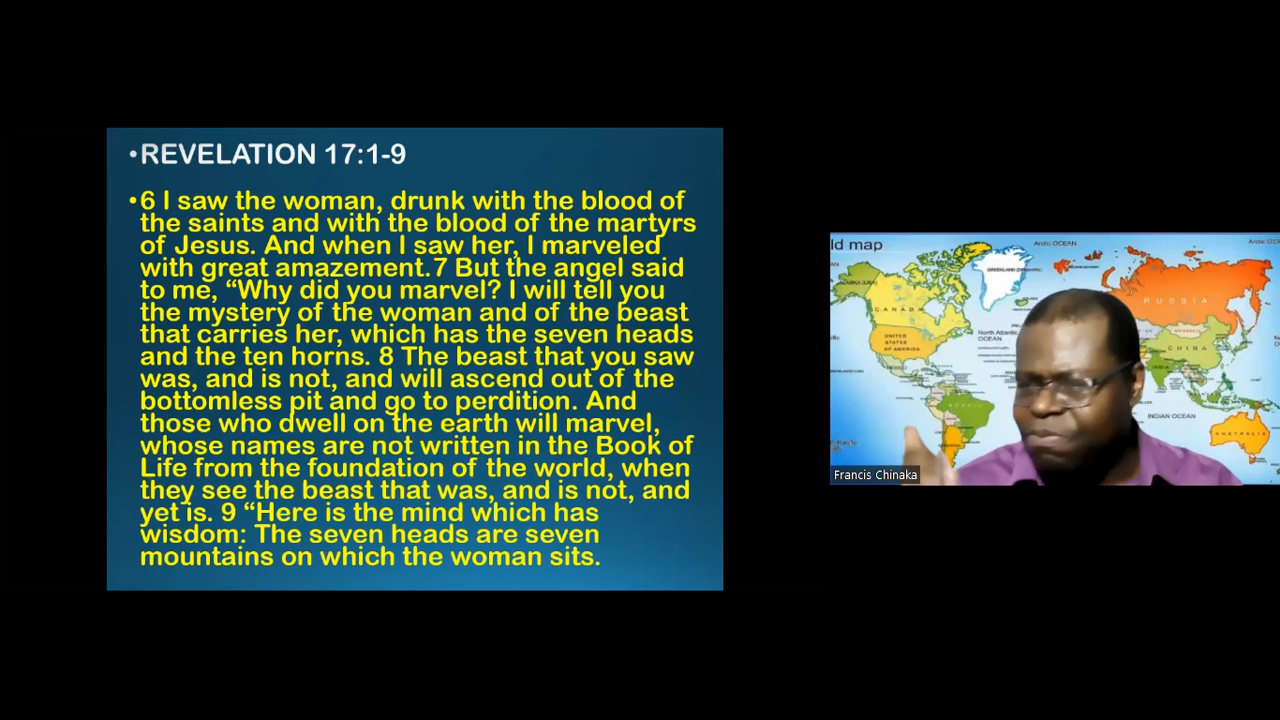 •REVELATION 17:1-9
•6 I saw the woman, drunk with the blood of
the saints and with the blood of the martyrs
of Jesus. And when I saw her, I marveled
with great amazement.7 But the angel said
to me, “Why did you marvel? I will tell you
the mystery of the woman and of the beast
that carries her, which has the seven heads
and the ten horns. 8 The beast that you saw
was, and is not, and will ascend out of the
bottomless pit and go to perdition. And
those who dwell on the earth will marvel,
whose names are not written in the Book of
Life from the foundation of the world, when
they see the beast that was, and is not, and
yet is. 9 “Here is the mind which has
wisdom: The seven heads are seven
mountains on which the woman sits.
ld map
Arctic OCEAN
Arctic OC
GREENLAND
RUSSIA
CANADA
North Atlantic
OCEAN
UNITED
STATES
OF AMERICA
CHINA
BRAZIL
INDIAN OCEAN
AUSTRALIA
Francis Chinaka